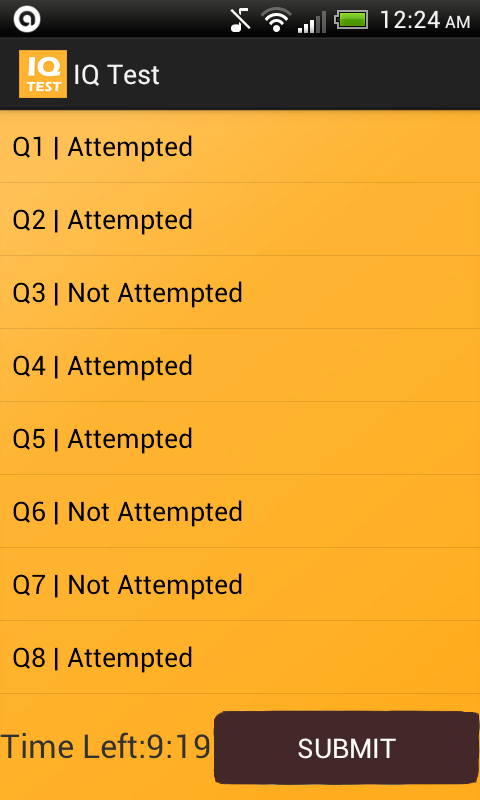 12:24 AM
IQ TEST IQ Test
Q1 | Attempted
Q2 | Attempted
Q3 | Not Attempted
Q4 | Attempted
Q5 | Attempted
Q6 | Not Attempted
Q7 | Not Attempted
Q8 | Attempted
Time Left:9:19 SUBMIT